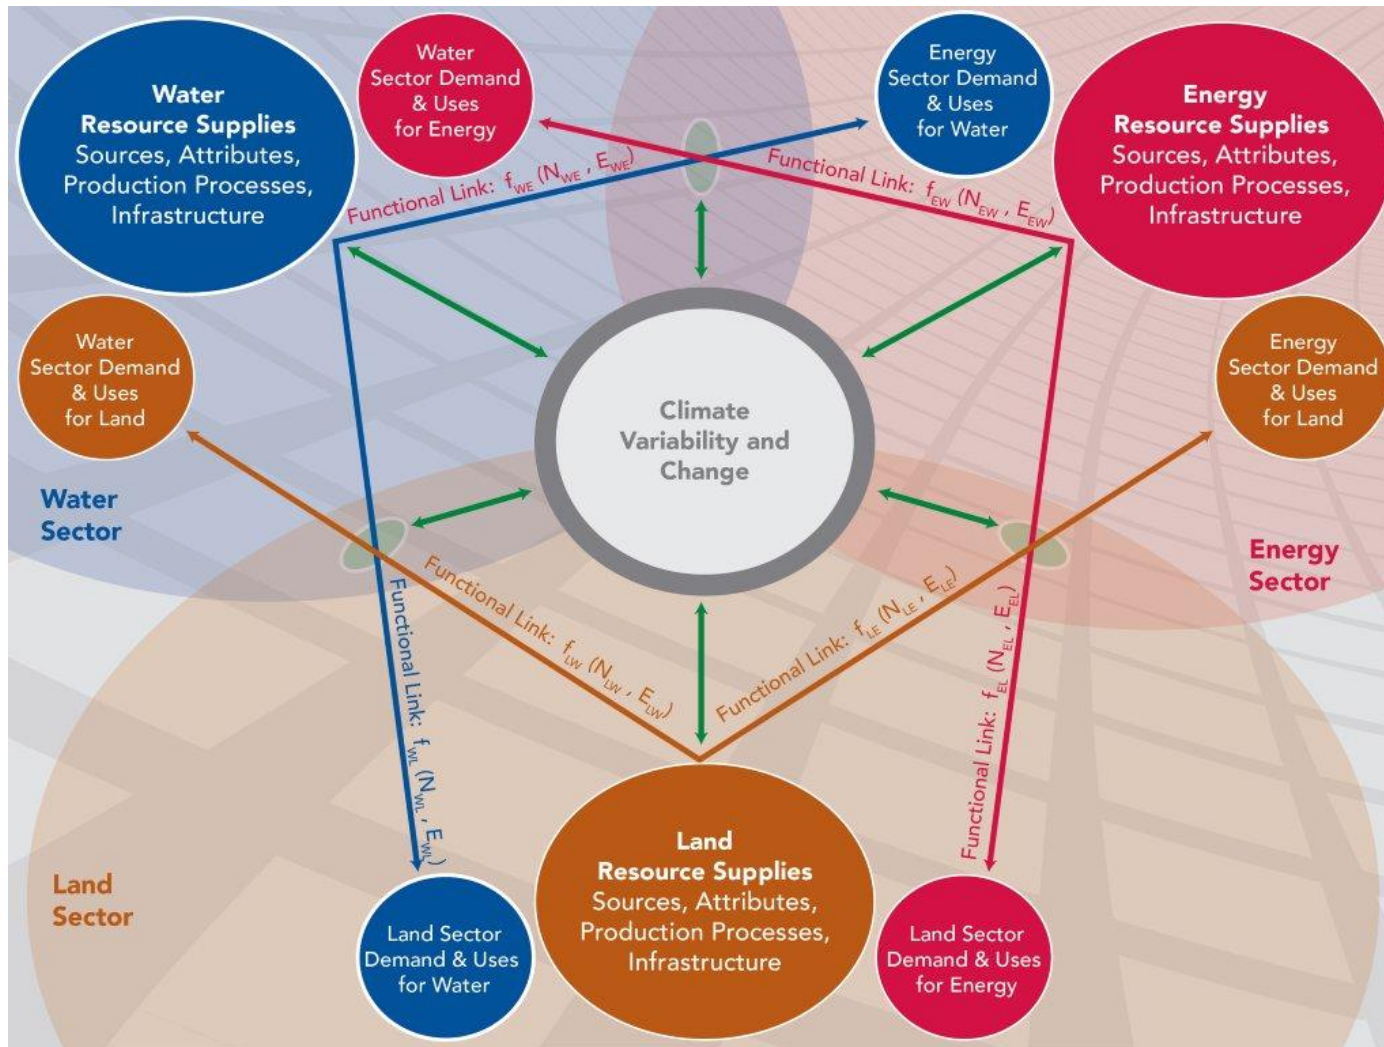 Water
Resource Supplies
Sources, Attributes,
Production Processes,
Infrastructure
Water
Sector Demand
& Uses
for Energy
Energy
Sector Demand
& Uses
for Water
Energy
Resource Supplies
Sources, Attributes,
Production Processes,
Infrastructure
Functional Link: f_WE (N_WE , E_WE)
Functional Link: f_EW (N_EW , E_EW)
Water
Sector Demand
& Uses
for Land
Energy
Sector Demand
& Uses
for Land
Climate
Variability and
Change
Water
Sector
Energy
Sector
Functional Link: f_WL (N_WL , E_WL)
Functional Link: f_LW (N_LW , E_LW)
Functional Link: f_LE (N_LE , E_LE)
Functional Link: f_EL (N_EL , E_EL)
Land
Sector
Land
Resource Supplies
Sources, Attributes,
Production Processes,
Infrastructure
Land Sector
Demand & Uses
for Water
Land Sector
Demand & Uses
for Energy